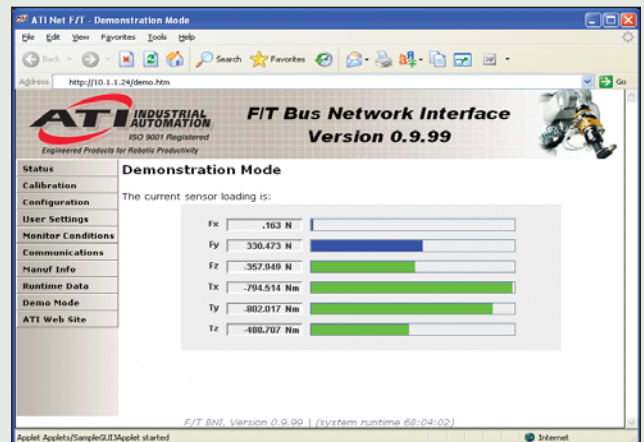 ATI Net F/T - Demonstration Mode
File Edit View Favorites Tools Help
Back Search Favorites
Address http://10.1.1.24/demo.htm Go
ATI INDUSTRIAL AUTOMATION
ISO 9001 Registered
Engineered Products for Robotic Productivity
F/T Bus Network Interface
Version 0.9.99
Status
Calibration
Configuration
User Settings
Monitor Conditions
Communications
Manuf Info
Runtime Data
Demo Mode
ATI Web Site
Demonstration Mode
The current sensor loading is:
Fx .163 N
Fy 330.473 N
Fz -357.949 N
Tx -794.514 Nm
Ty -802.017 Nm
Tz -408.707 Nm
F/T BNI, Version 0.9.99 | (system runtime 68:04:02)
Applet Applets/SampleGUIJApplet started Internet